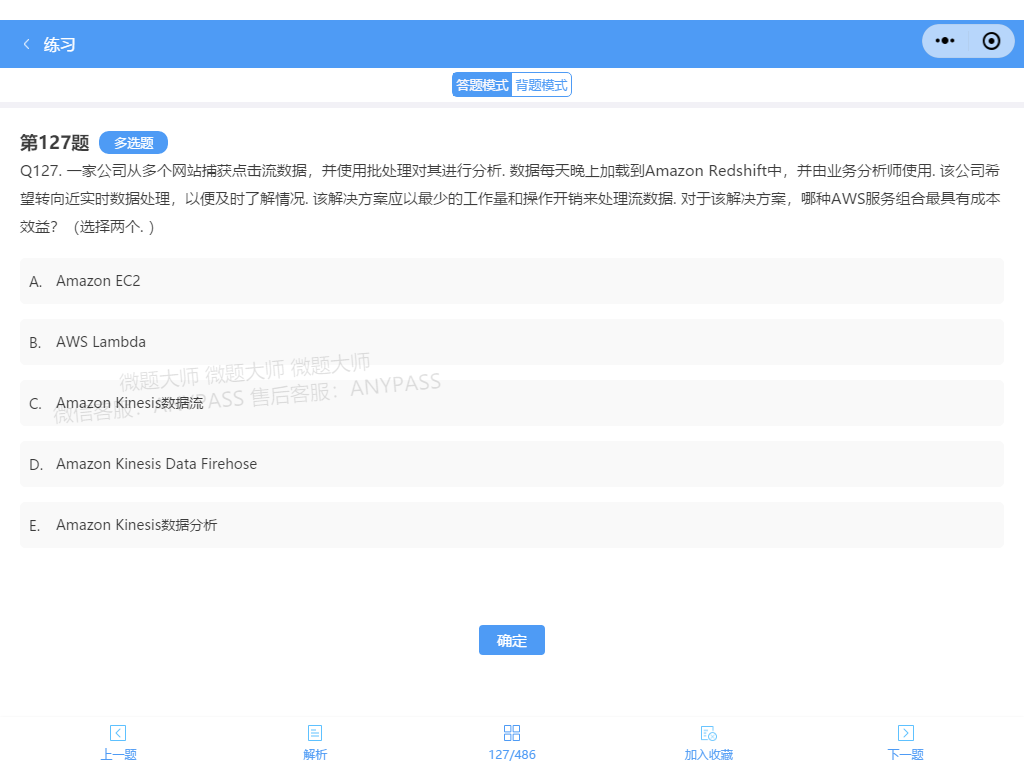 练习
答题模式 背题模式
第127题 多选题
Q127. 一家公司从多个网站捕获点击流数据，并使用批处理对其进行分析. 数据每天晚上加载到Amazon Redshift中，并由业务分析师使用. 该公司希
望转向近实时数据处理，以便及时了解情况. 该解决方案应以最少的工作量和操作开销来处理流数据. 对于该解决方案，哪种AWS服务组合最具有成本
效益？（选择两个. ）
A. Amazon EC2
B. AWS Lambda
微题大师 微题大师 微题大师
微信客服：ANYPASS 售后客服：ANYPASS
C. Amazon Kinesis数据流
D. Amazon Kinesis Data Firehose
E. Amazon Kinesis数据分析
确定
上一题 解析 127/486 加入收藏 下一题